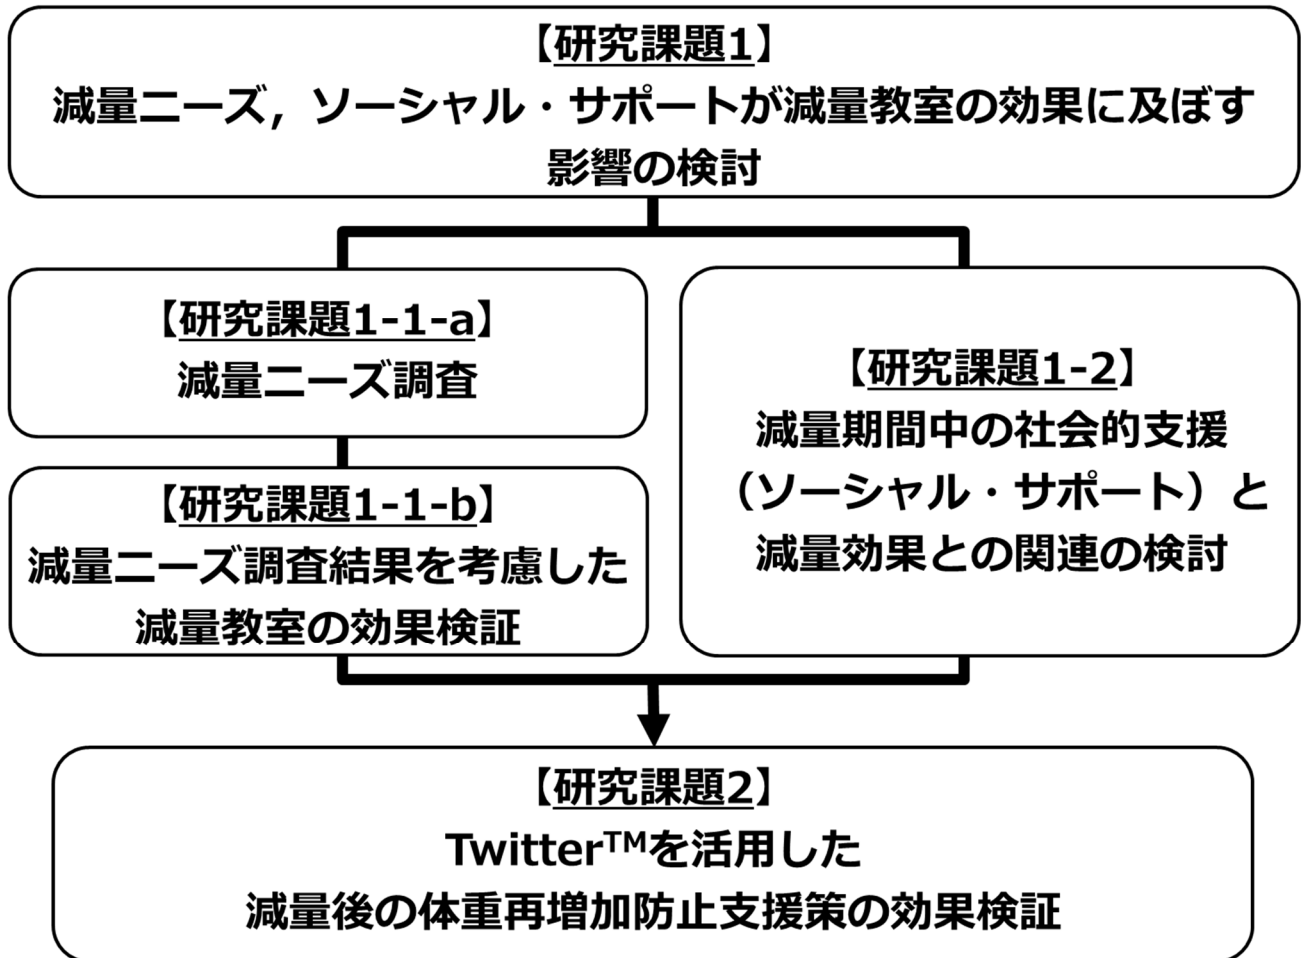 【研究課題1】
減量ニーズ，ソーシャル・サポートが減量教室の効果に及ぼす
影響の検討
【研究課題1-1-a】
減量ニーズ調査
【研究課題1-1-b】
減量ニーズ調査結果を考慮した
減量教室の効果検証
【研究課題1-2】
減量期間中の社会的支援
（ソーシャル・サポート）と
減量効果との関連の検討
【研究課題2】
Twitter™を活用した
減量後の体重再増加防止支援策の効果検証